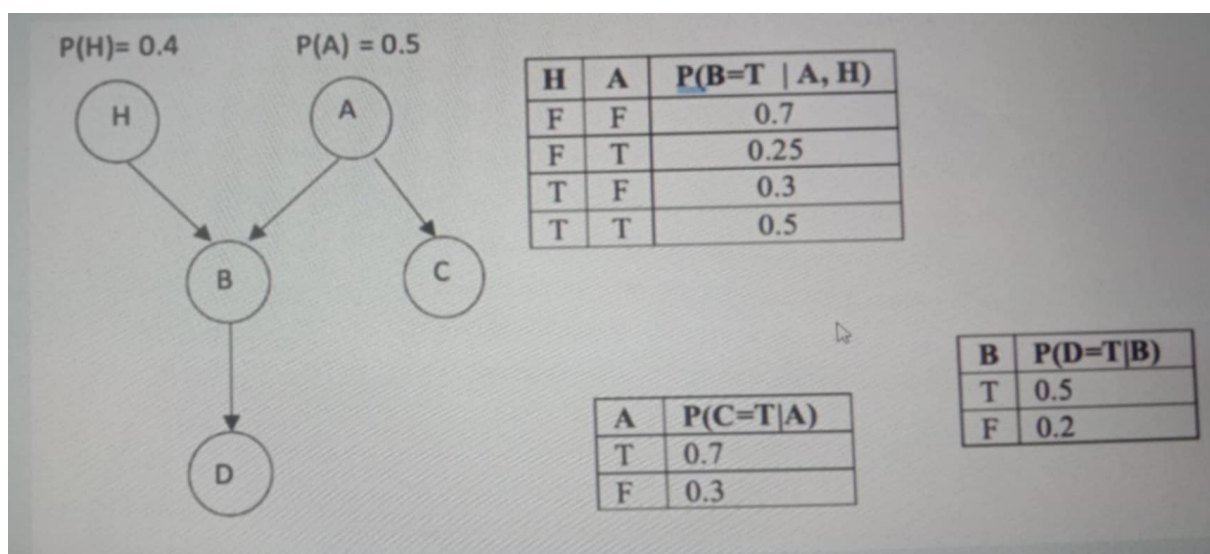 P(H)= 0.4
P(A) = 0.5
H A P(B=T | A, H)
F F 0.7
F T 0.25
T F 0.3
T T 0.5
H
A
B
C
D
A P(C=T|A)
T 0.7
F 0.3
B P(D=T|B)
T 0.5
F 0.2